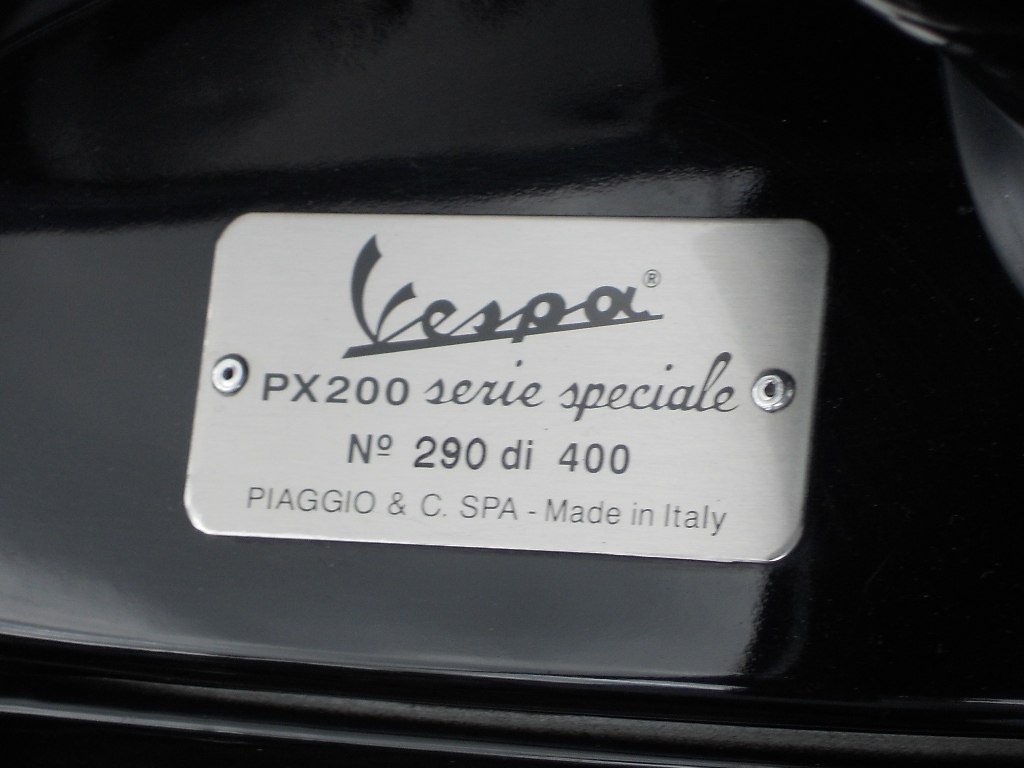 Vespa®
PX200 serie speciale
Nº 290 di 400
PIAGGIO & C. SPA - Made in Italy